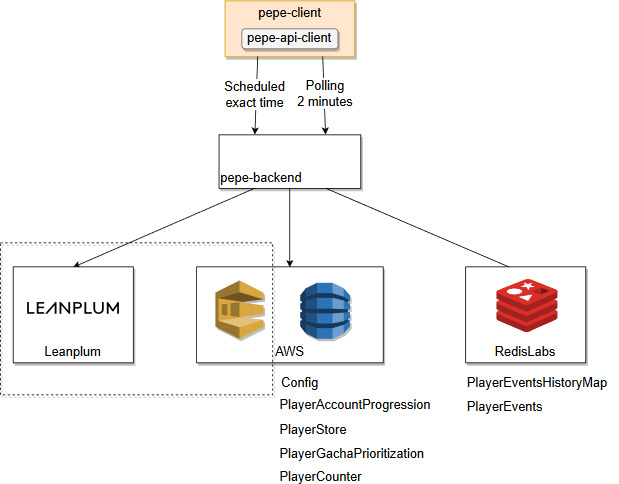 pepe-client
pepe-api-client
Scheduled
exact time
Polling
2 minutes
pepe-backend
LEANPLUM
Leanplum
AWS
RedisLabs
Config
PlayerAccountProgression
PlayerStore
PlayerGachaPrioritization
PlayerCounter
PlayerEventsHistoryMap
PlayerEvents